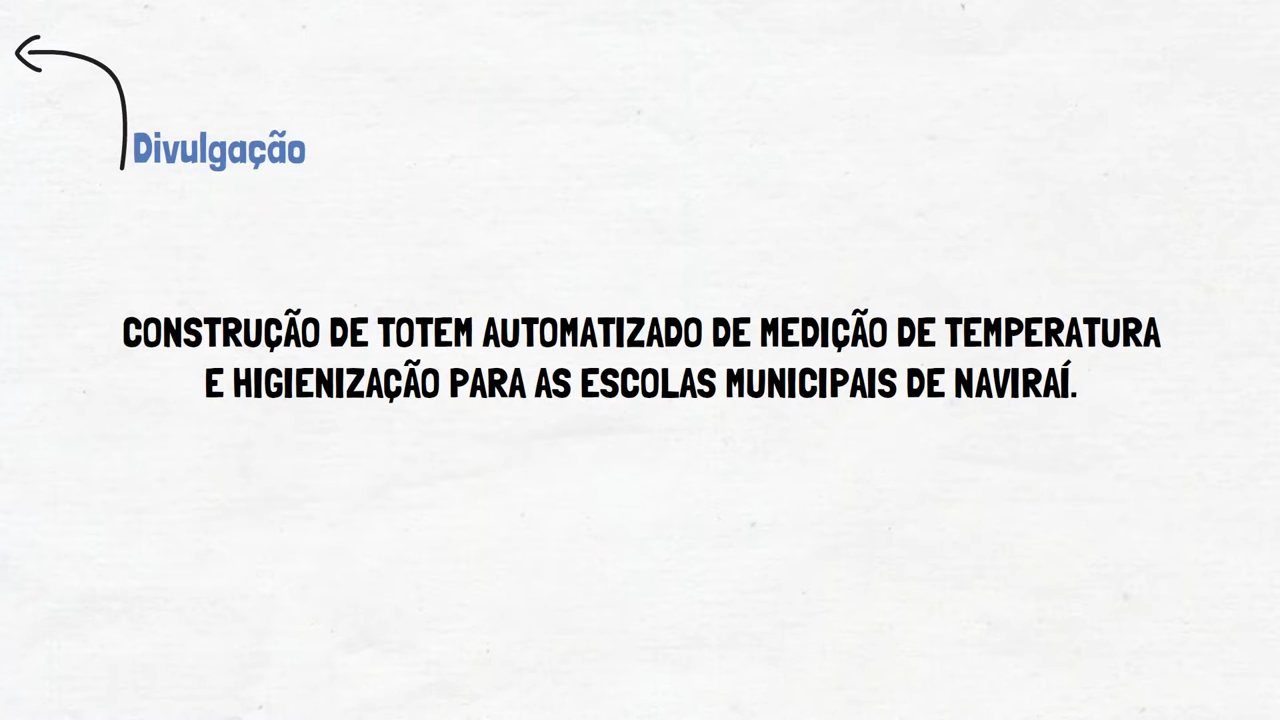 Divulgação
CONSTRUÇÃO DE TOTEM AUTOMATIZADO DE MEDIÇÃO DE TEMPERATURA
E HIGIENIZAÇÃO PARA AS ESCOLAS MUNICIPAIS DE NAVIRAÍ.